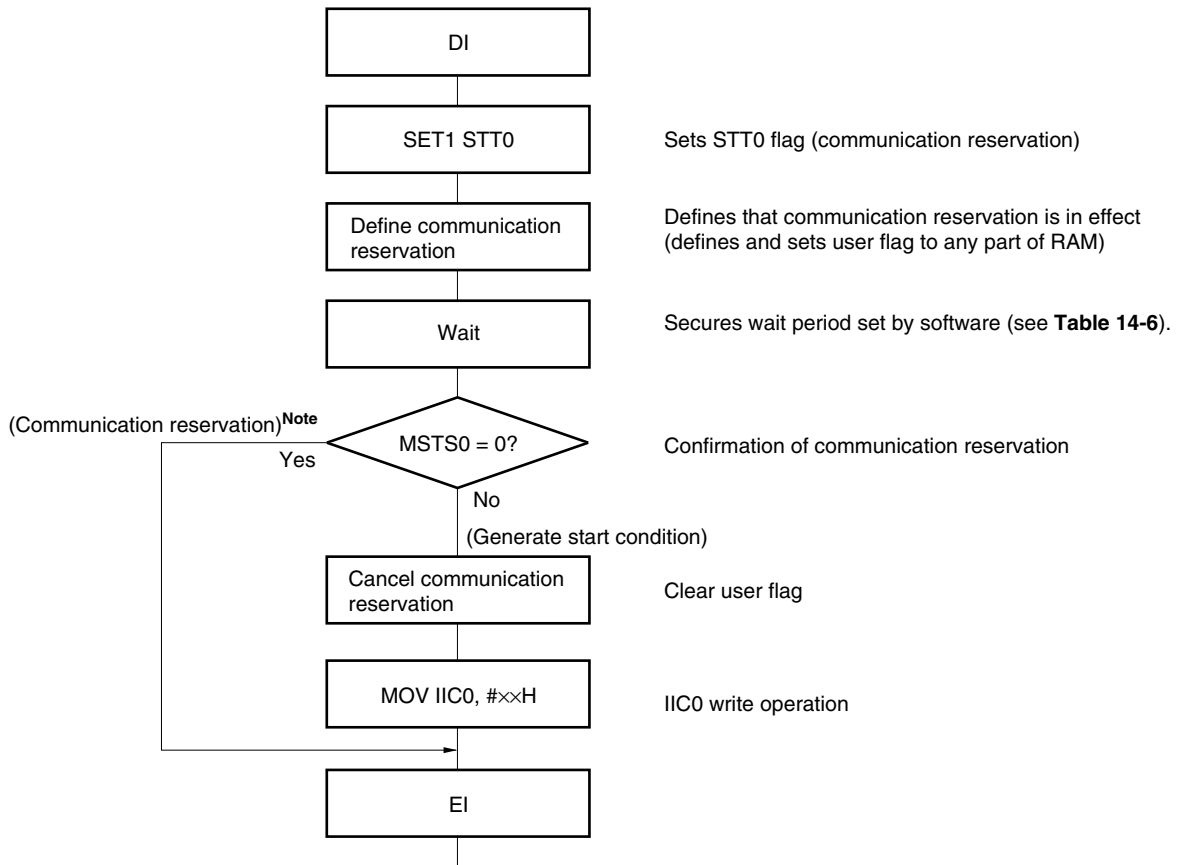 DI
SET1 STT0
Sets STT0 flag (communication reservation)
Define communication
reservation
Defines that communication reservation is in effect
(defines and sets user flag to any part of RAM)
Wait
Secures wait period set by software (see Table 14-6).
(Communication reservation)Note
MSTS0 = 0?
Confirmation of communication reservation
Yes
No
(Generate start condition)
Cancel communication
reservation
Clear user flag
MOV IIC0, #××H
IIC0 write operation
EI